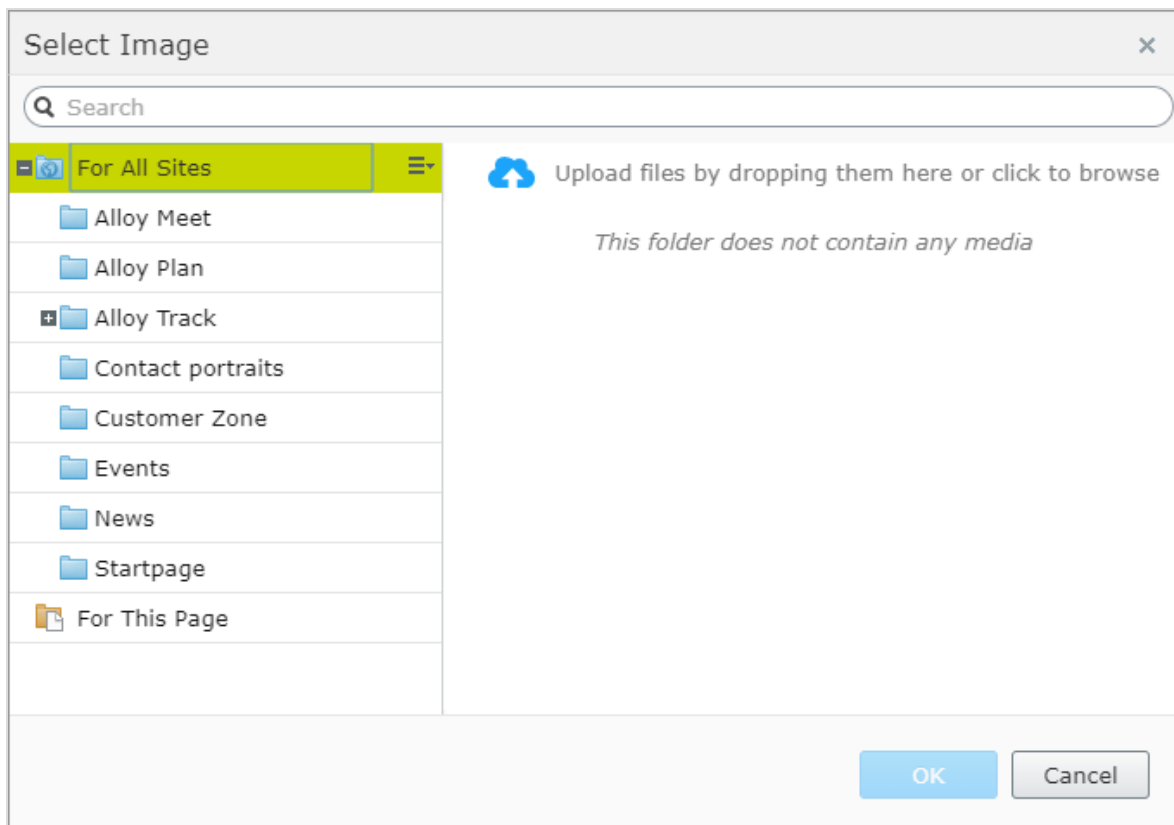 Select Image
Search
For All Sites
Alloy Meet
Alloy Plan
Alloy Track
Contact portraits
Customer Zone
Events
News
Startpage
For This Page
Upload files by dropping them here or click to browse
This folder does not contain any media
OK
Cancel